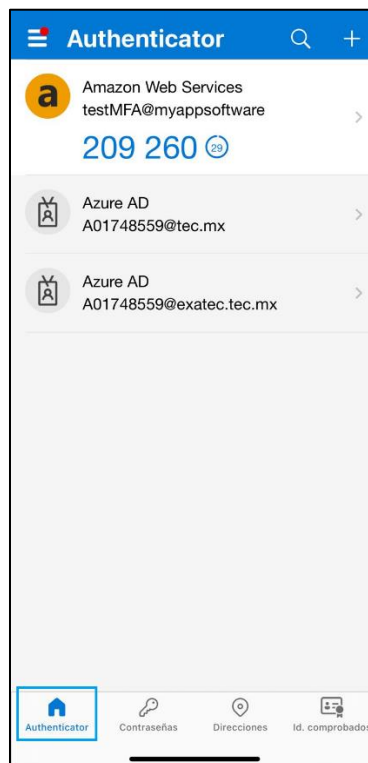 Authenticator
Amazon Web Services
testMFA@myappsoftware
209 260 29
Azure AD
A01748559@tec.mx
Azure AD
A01748559@exatec.tec.mx
Authenticator Contraseñas Direcciones Id. comprobados